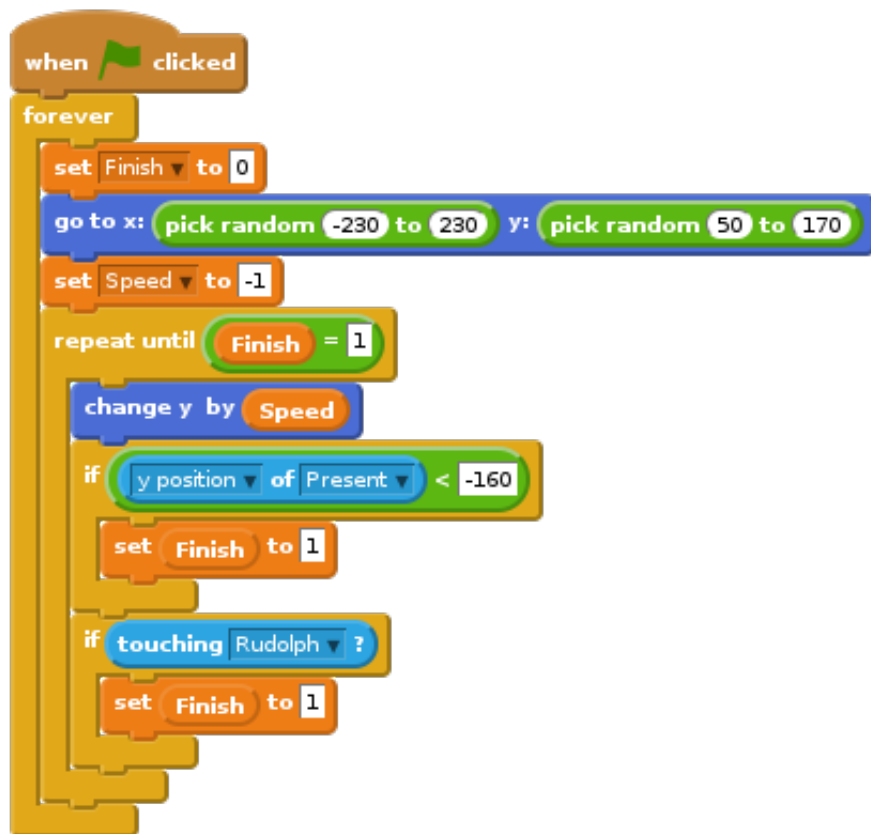 when clicked
forever
set Finish to 0
go to x: pick random -230 to 230 y: pick random 50 to 170
set Speed to -1
repeat until Finish = 1
change y by Speed
if y position of Present < -160
set Finish to 1
if touching Rudolph ?
set Finish to 1